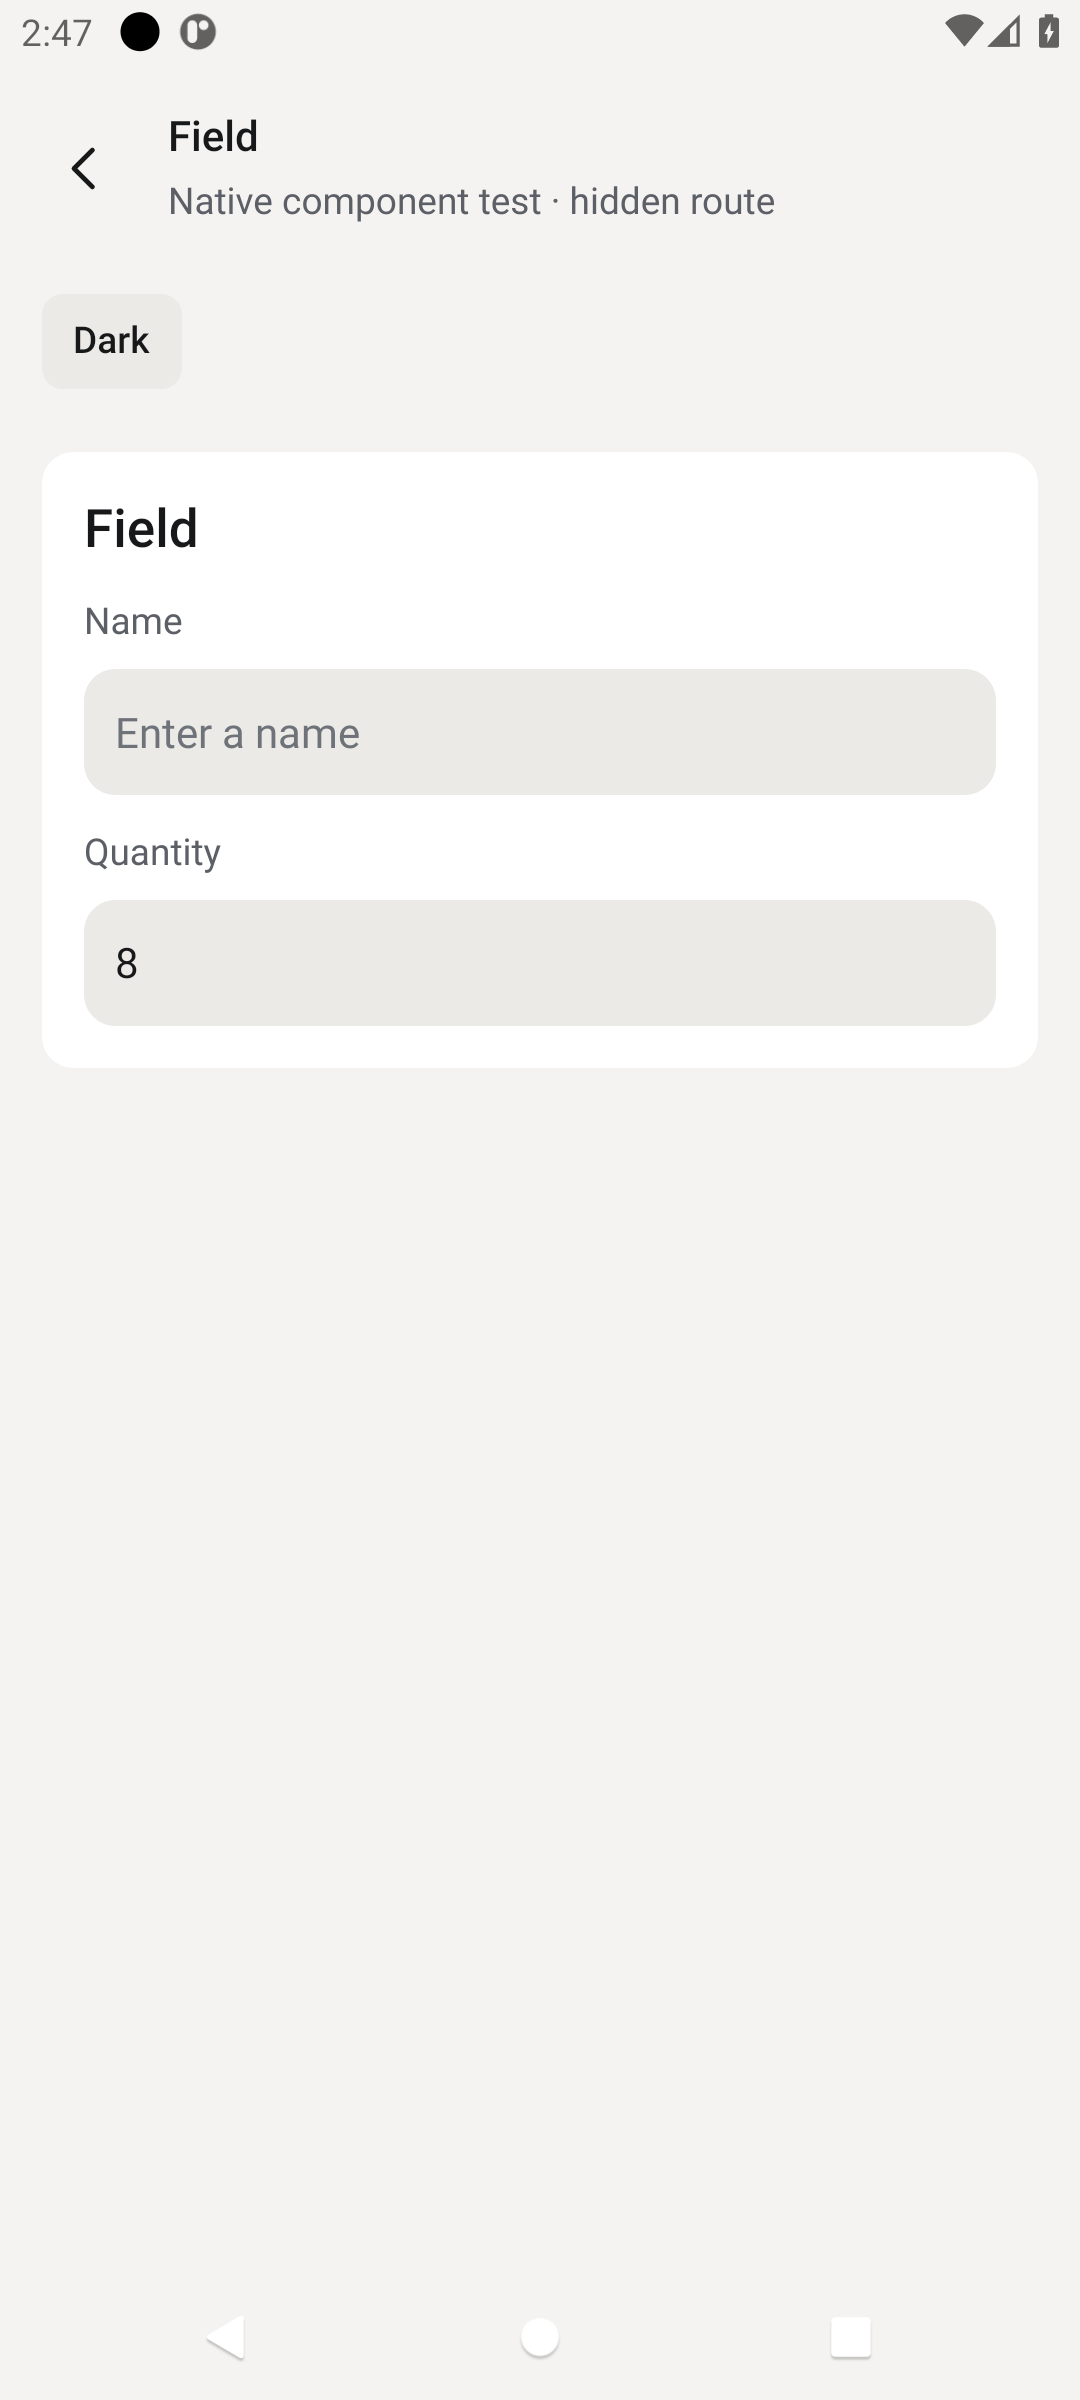 2:47
Field
Native component test · hidden route
Dark
Field
Name
Enter a name
Quantity
8